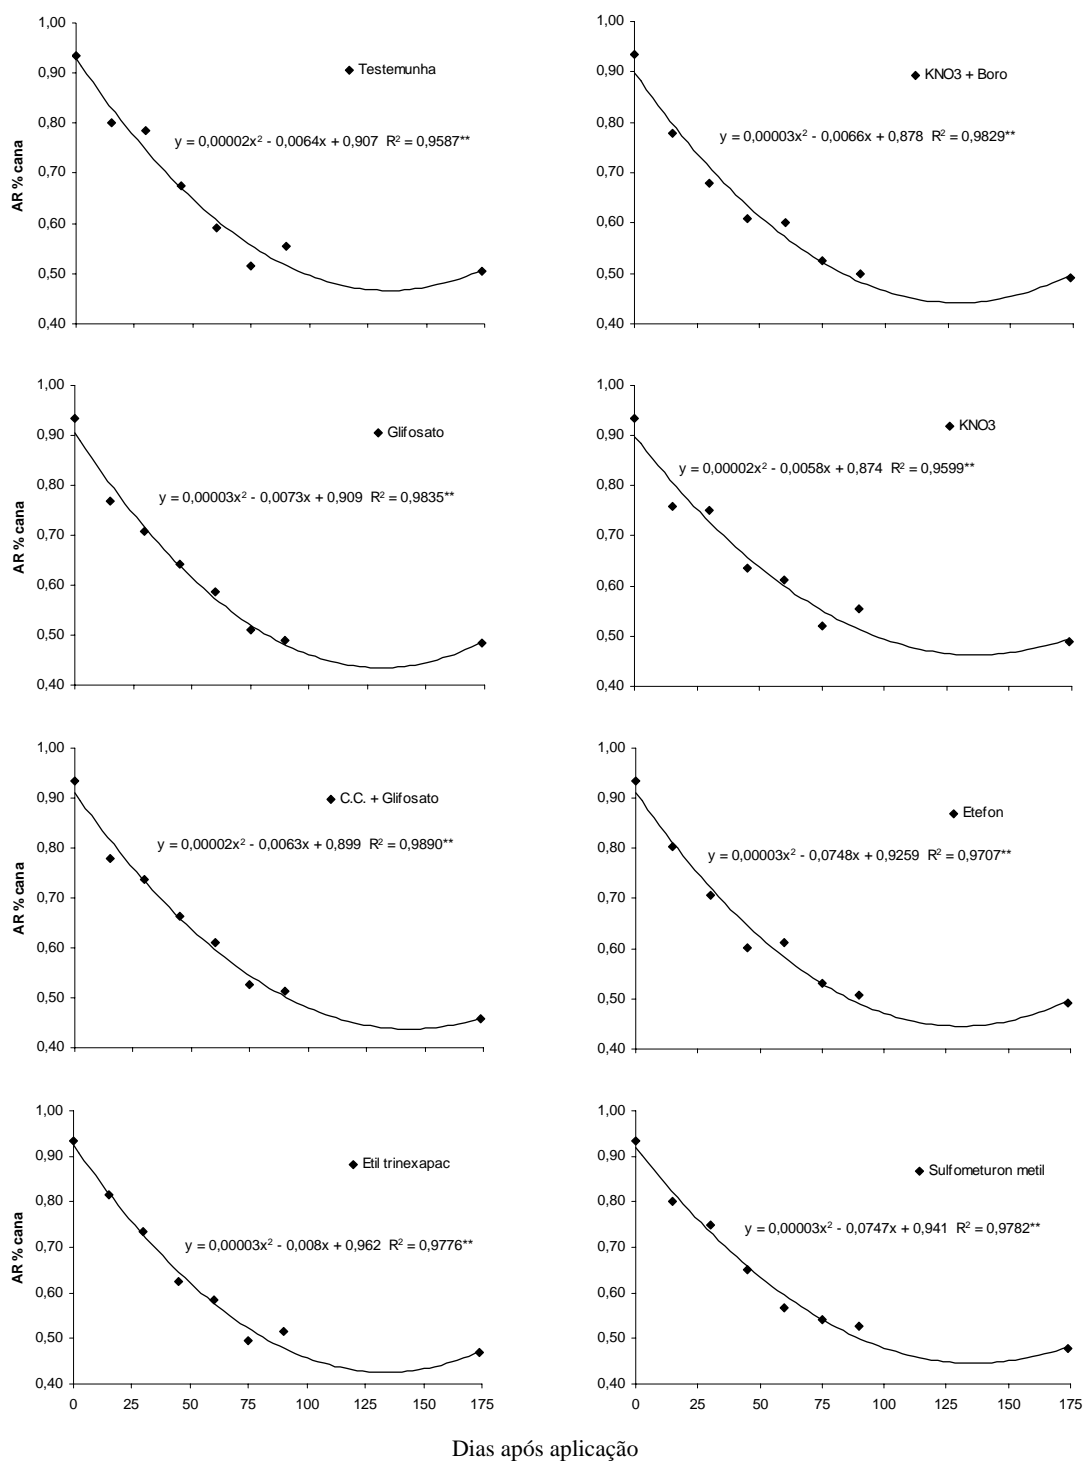 1,00
0,90
0,80
0,70
0,60
0,50
0,40
AR % cana
Testemunha
y = 0,00002x² - 0,0064x + 0,907 R² = 0,9587**
1,00
0,90
0,80
0,70
0,60
0,50
0,40
KNO3 + Boro
y = 0,00003x² - 0,0066x + 0,878 R² = 0,9829**
1,00
0,90
0,80
0,70
0,60
0,50
0,40
AR % cana
Glifosato
y = 0,00003x² - 0,0073x + 0,909 R² = 0,9835**
1,00
0,90
0,80
0,70
0,60
0,50
0,40
KNO3
y = 0,00002x² - 0,0058x + 0,874 R² = 0,9599**
1,00
0,90
0,80
0,70
0,60
0,50
0,40
AR % cana
C.C. + Glifosato
y = 0,00002x² - 0,0063x + 0,899 R² = 0,9890**
1,00
0,90
0,80
0,70
0,60
0,50
0,40
Etefon
y = 0,00003x² - 0,0748x + 0,9259 R² = 0,9707**
1,00
0,90
0,80
0,70
0,60
0,50
0,40
AR % cana
Etil trinexapac
y = 0,00003x² - 0,008x + 0,962 R² = 0,9776**
0 25 50 75 100 125 150 175
1,00
0,90
0,80
0,70
0,60
0,50
0,40
Sulfometuron metil
y = 0,00003x² - 0,0747x + 0,941 R² = 0,9782**
0 25 50 75 100 125 150 175
Dias após aplicação